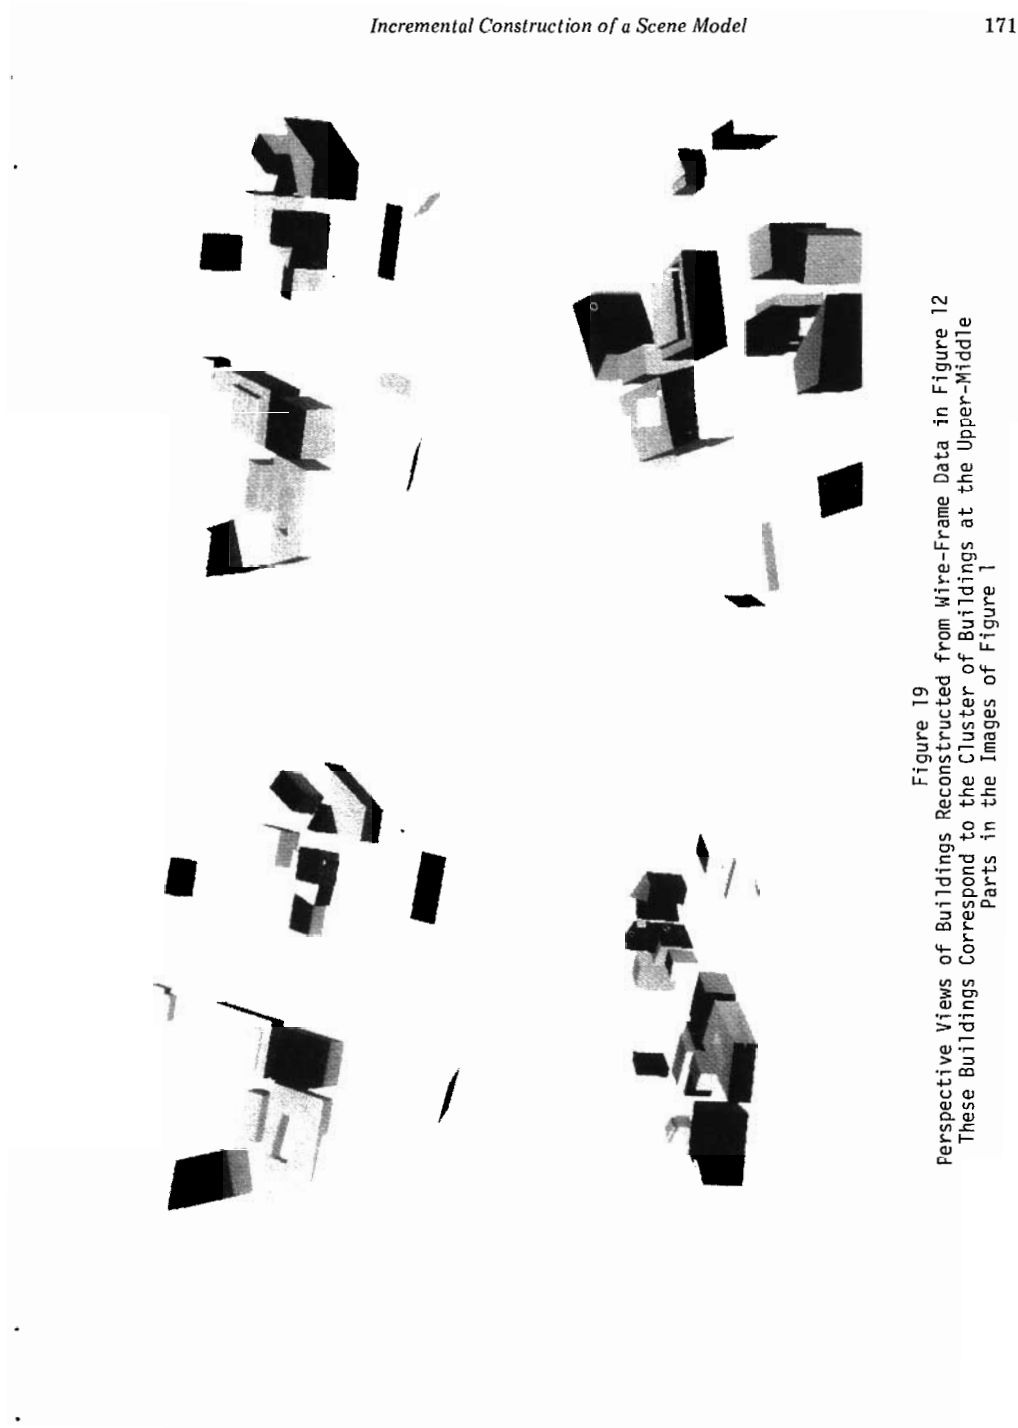 Incremental Construction of a Scene Model 171
Figure 19
Perspective Views of Buildings Reconstructed from Wire-Frame Data in Figure 12
These Buildings Correspond to the Cluster of Buildings at the Upper-Middle
Parts in the Images of Figure 1